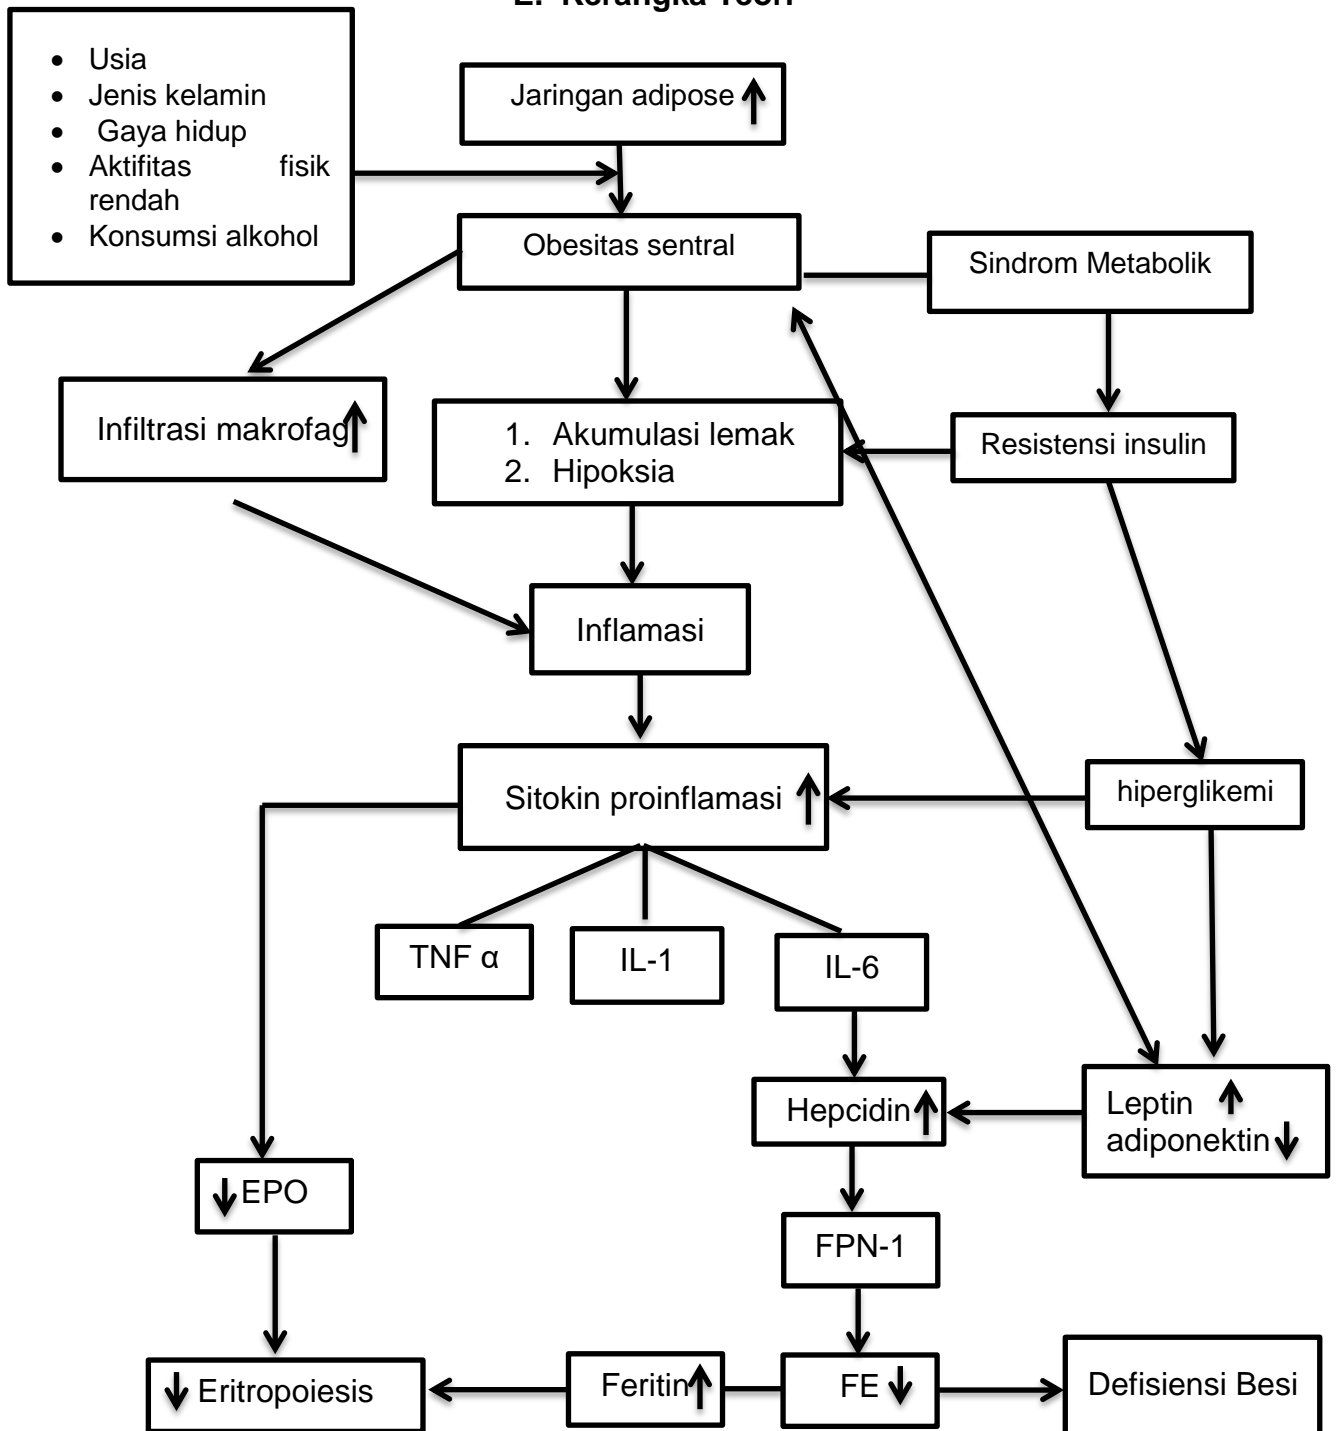 E. Kerangka Teori
• Usia
• Jenis kelamin
• Gaya hidup
• Aktifitas fisik
rendah
• Konsumsi alkohol
Jaringan adipose
Obesitas sentral
Sindrom Metabolik
Infiltrasi makrofag
1. Akumulasi lemak
2. Hipoksia
Resistensi insulin
Inflamasi
Sitokin proinflamasi
hiperglikemi
TNF α
IL-1
IL-6
Hepcidin
Leptin
adiponektin
EPO
FPN-1
Eritropoiesis
Feritin
FE
Defisiensi Besi